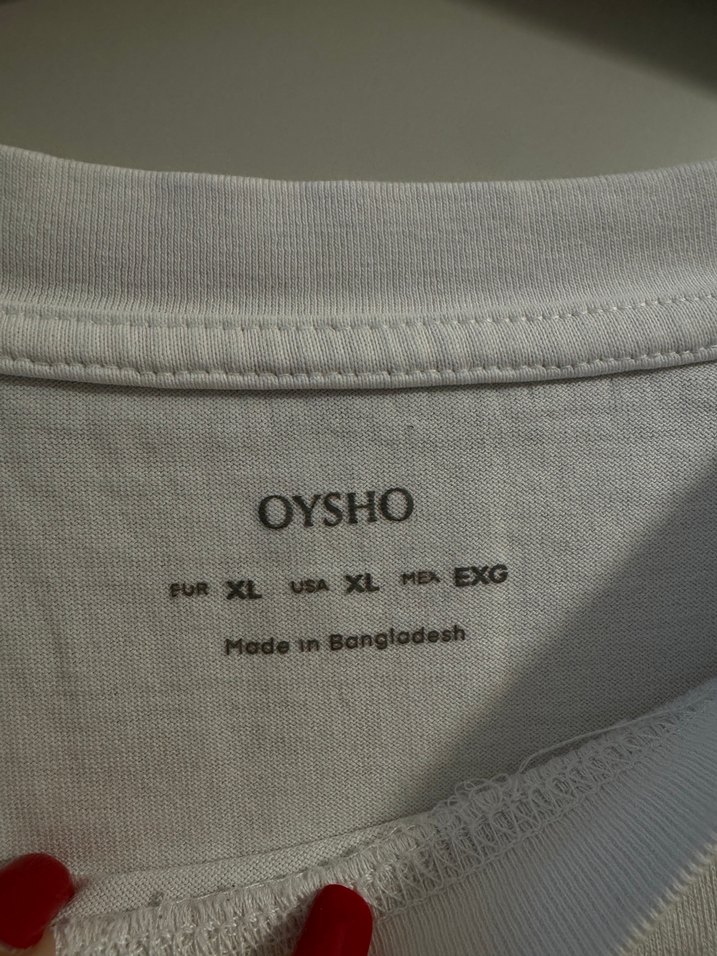 OYSHO
EUR XL USA XL MEX EXG
Made in Bangladesh